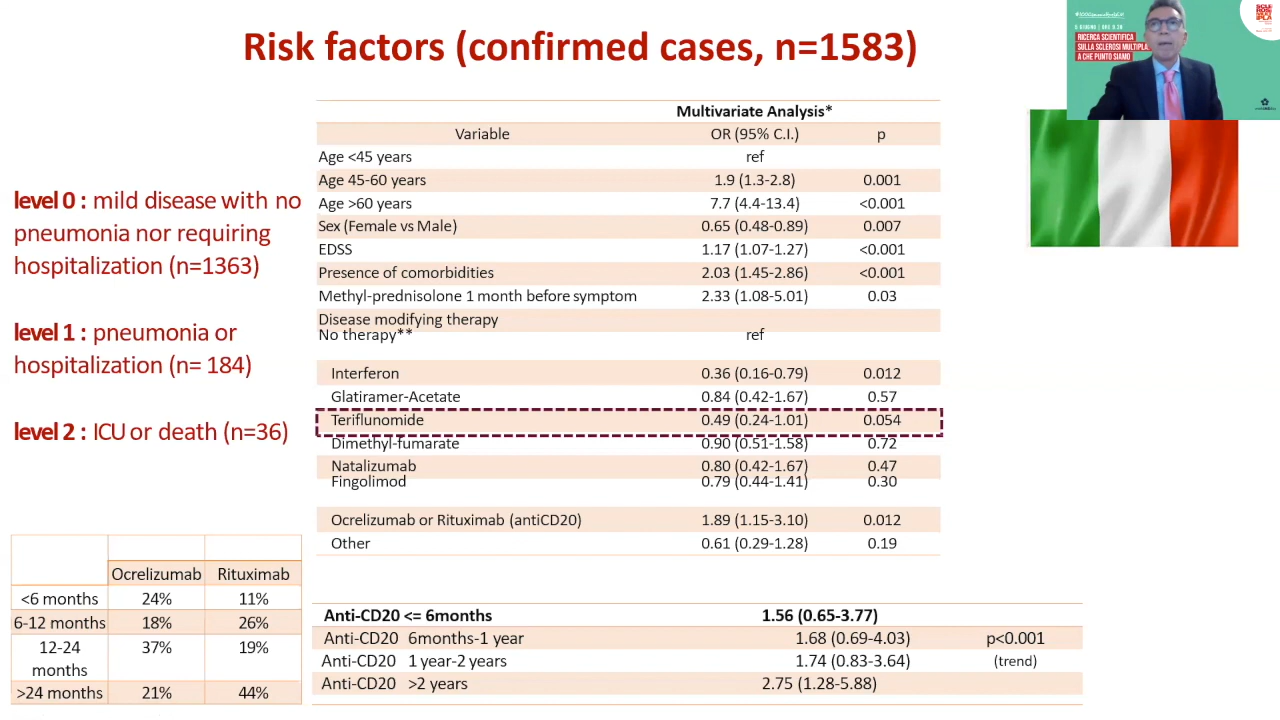 Risk factors (confirmed cases, n=1583)
RICERCA SCIENTIFICA
SULLA SCLEROSI MULTIPLA
A CHE PUNTO SIAMO
level 0 : mild disease with no
pneumonia nor requiring
hospitalization (n=1363)
level 1 : pneumonia or
hospitalization (n= 184)
level 2 : ICU or death (n=36)
Multivariate Analysis*
Variable OR (95% C.I.) p
Age <45 years ref
Age 45-60 years 1.9 (1.3-2.8) 0.001
Age >60 years 7.7 (4.4-13.4) <0.001
Sex (Female vs Male) 0.65 (0.48-0.89) 0.007
EDSS 1.17 (1.07-1.27) <0.001
Presence of comorbidities 2.03 (1.45-2.86) <0.001
Methyl-prednisolone 1 month before symptom 2.33 (1.08-5.01) 0.03
Disease modifying therapy
No therapy** ref
Interferon 0.36 (0.16-0.79) 0.012
Glatiramer-Acetate 0.84 (0.42-1.67) 0.57
Teriflunomide 0.49 (0.24-1.01) 0.054
Dimethyl-fumarate 0.90 (0.51-1.58) 0.72
Natalizumab 0.80 (0.42-1.67) 0.47
Fingolimod 0.79 (0.44-1.41) 0.30
Ocrelizumab or Rituximab (antiCD20) 1.89 (1.15-3.10) 0.012
Other 0.61 (0.29-1.28) 0.19
Ocrelizumab Rituximab
<6 months 24% 11%
6-12 months 18% 26%
12-24 37% 19%
months
>24 months 21% 44%
Anti-CD20 <= 6months 1.56 (0.65-3.77)
Anti-CD20 6months-1 year 1.68 (0.69-4.03) p<0.001
Anti-CD20 1 year-2 years 1.74 (0.83-3.64) (trend)
Anti-CD20 >2 years 2.75 (1.28-5.88)